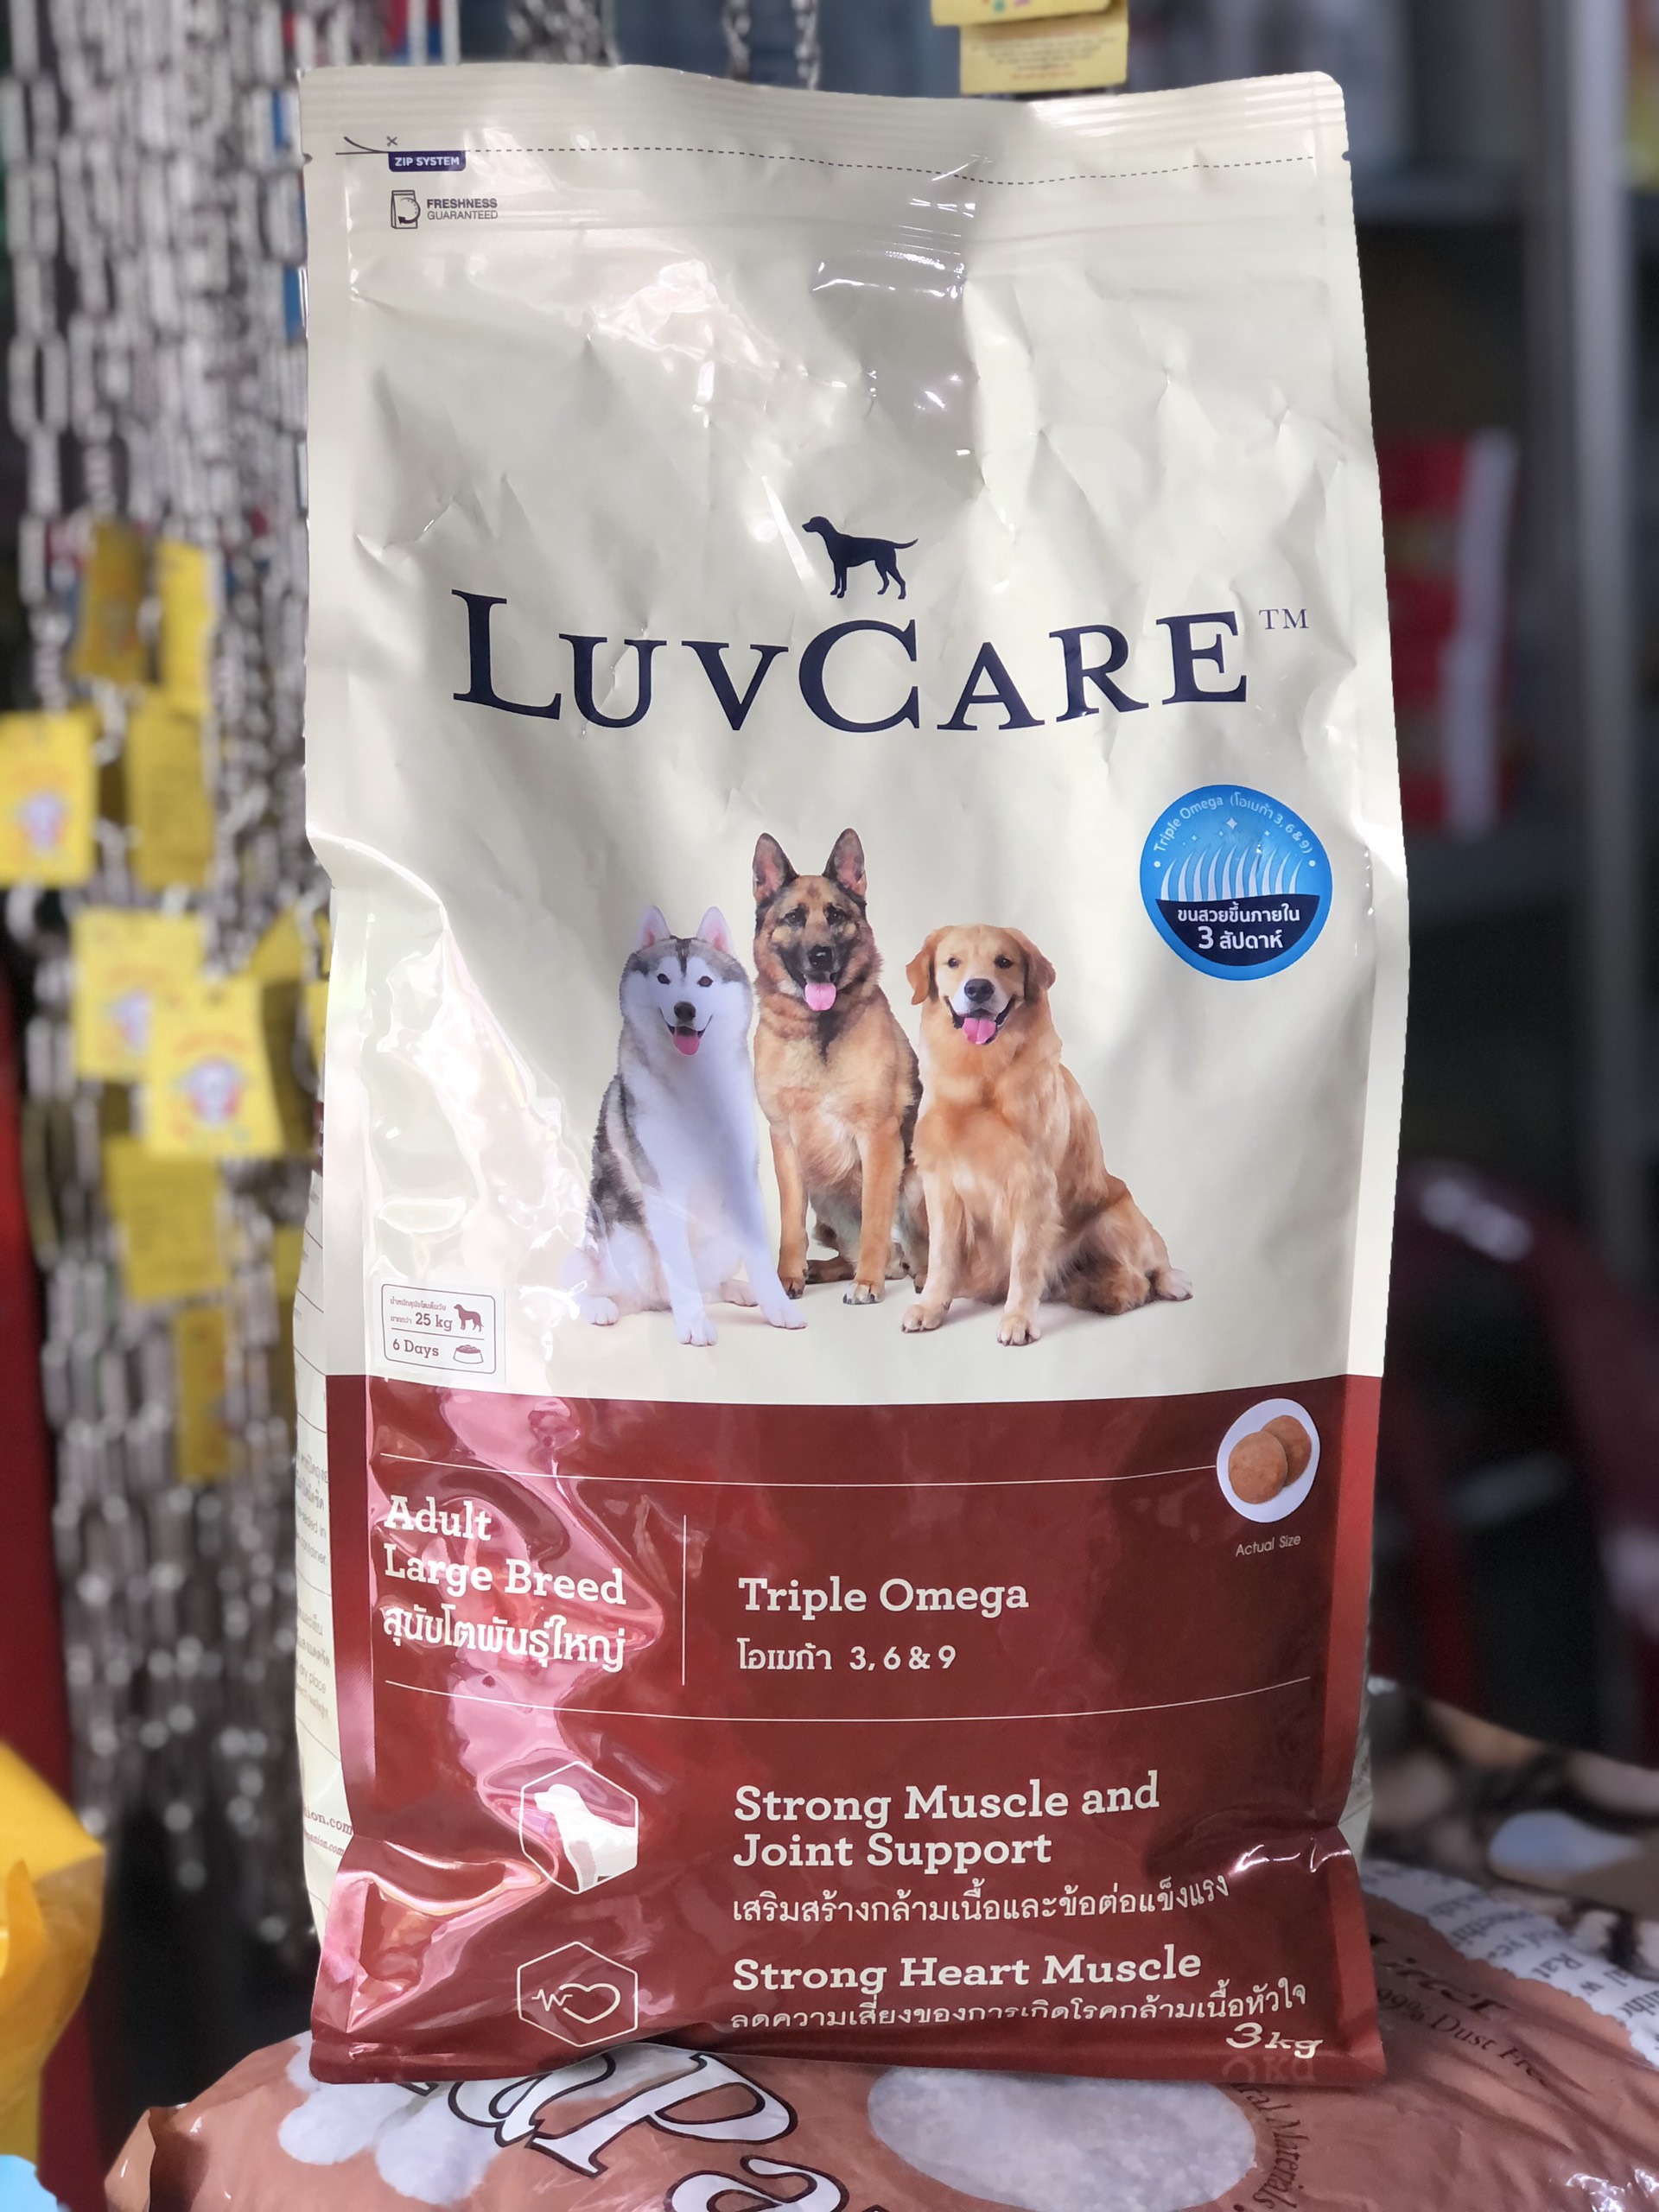 ZIP SYSTEM
FRESHNESS
GUARANTEED
LUVCARE™
Triple Omega (โอเมก้า 3, 6 & 9)
ขนสวยขึ้นภายใน
3 สัปดาห์
25 kg
6 Days
Actual Size
Adult
Large Breed
สุนัขโตพันธุ์ใหญ่
Triple Omega
โอเมก้า 3, 6 & 9
Strong Muscle and
Joint Support
เสริมสร้างกล้ามเนื้อและข้อต่อแข็งแรง
Strong Heart Muscle
ลดความเสี่ยงของการเกิดโรคกล้ามเนื้อหัวใจ
3 kg
99% Dust Free